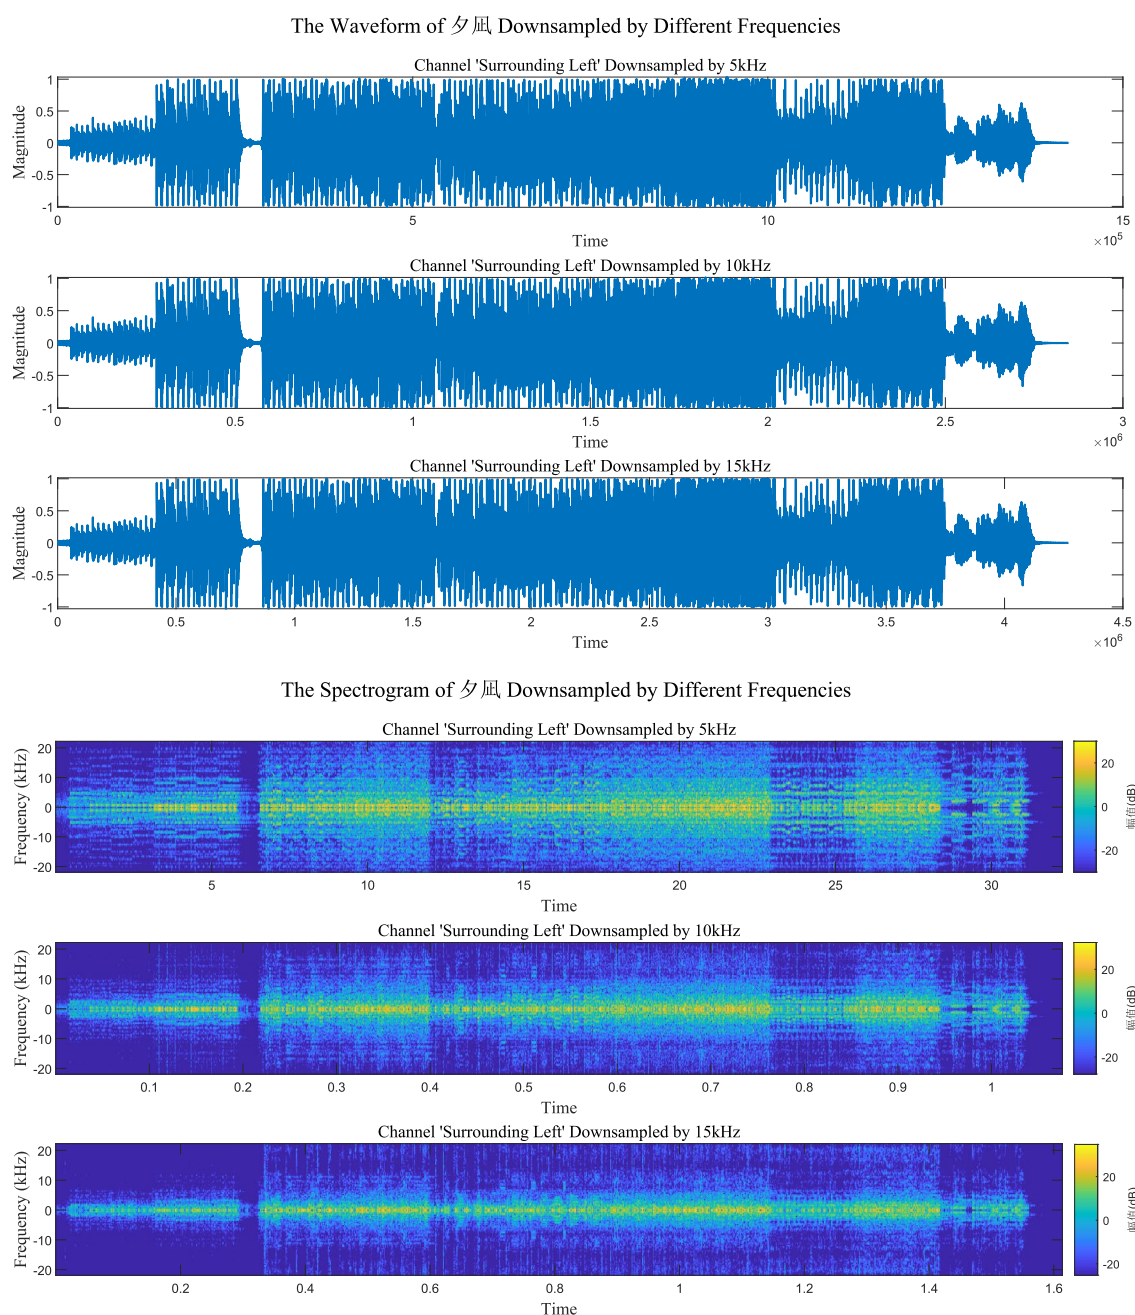 The Waveform of 夕凪 Downsampled by Different Frequencies
Channel 'Surrounding Left' Downsampled by 5kHz
Magnitude
1
0.5
0
-0.5
-1
0 5 10 15
×10⁵
Time
Channel 'Surrounding Left' Downsampled by 10kHz
Magnitude
1
0.5
0
-0.5
-1
0 0.5 1 1.5 2 2.5 3
×10⁶
Time
Channel 'Surrounding Left' Downsampled by 15kHz
Magnitude
1
0.5
0
-0.5
-1
0 0.5 1 1.5 2 2.5 3 3.5 4 4.5
×10⁶
Time
The Spectrogram of 夕凪 Downsampled by Different Frequencies
Channel 'Surrounding Left' Downsampled by 5kHz
Frequency (kHz)
20
10
0
-10
-20
5 10 15 20 25 30
Time
20
0
-20
幅值(dB)
Channel 'Surrounding Left' Downsampled by 10kHz
Frequency (kHz)
20
10
0
-10
-20
0.1 0.2 0.3 0.4 0.5 0.6 0.7 0.8 0.9 1
Time
20
0
-20
幅值(dB)
Channel 'Surrounding Left' Downsampled by 15kHz
Frequency (kHz)
20
10
0
-10
-20
0.2 0.4 0.6 0.8 1 1.2 1.4 1.6
Time
20
0
-20
幅值(dB)